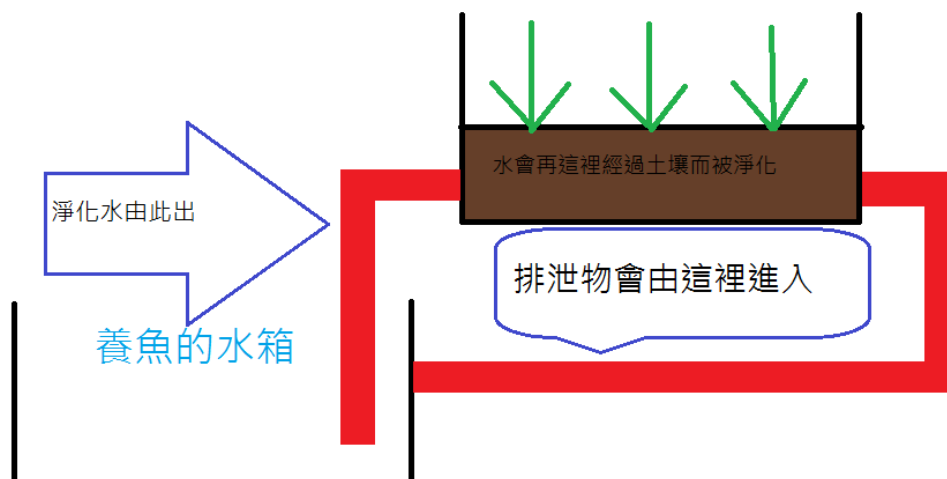 水會再這裡經過土壤而被淨化
淨化水由此出
排泄物會由這裡進入
養魚的水箱